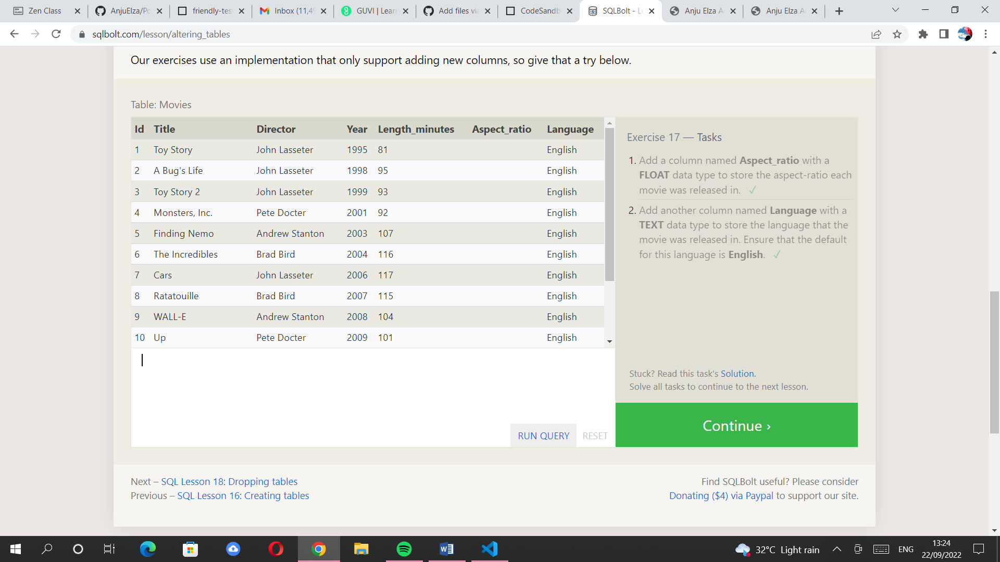 Zen Class
AnjuElza/Po
friendly-tes
Inbox (11,49
GUVI | Lear
Add files via
CodeSandb
SQLBolt - L
Anju Elza A
Anju Elza A
sqlbolt.com/lesson/altering_tables
Our exercises use an implementation that only support adding new columns, so give that a try below.
Table: Movies
Id Title Director Year Length_minutes Aspect_ratio Language
1 Toy Story John Lasseter 1995 81 English
2 A Bug's Life John Lasseter 1998 95 English
3 Toy Story 2 John Lasseter 1999 93 English
4 Monsters, Inc. Pete Docter 2001 92 English
5 Finding Nemo Andrew Stanton 2003 107 English
6 The Incredibles Brad Bird 2004 116 English
7 Cars John Lasseter 2006 117 English
8 Ratatouille Brad Bird 2007 115 English
9 WALL-E Andrew Stanton 2008 104 English
10 Up Pete Docter 2009 101 English
RUN QUERY RESET
Exercise 17 — Tasks
1. Add a column named Aspect_ratio with a
FLOAT data type to store the aspect-ratio each
movie was released in. ✓
2. Add another column named Language with a
TEXT data type to store the language that the
movie was released in. Ensure that the default
for this language is English. ✓
Stuck? Read this task's Solution.
Solve all tasks to continue to the next lesson.
Continue ›
Next – SQL Lesson 18: Dropping tables
Previous – SQL Lesson 16: Creating tables
Find SQLBolt useful? Please consider
Donating ($4) via Paypal to support our site.
32°C Light rain
ENG
13:24
22/09/2022